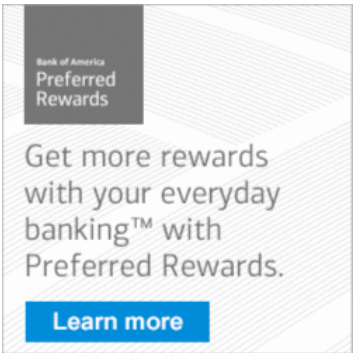 Bank of America
Preferred
Rewards
Get more rewards
with your everyday
banking™ with
Preferred Rewards.
Learn more